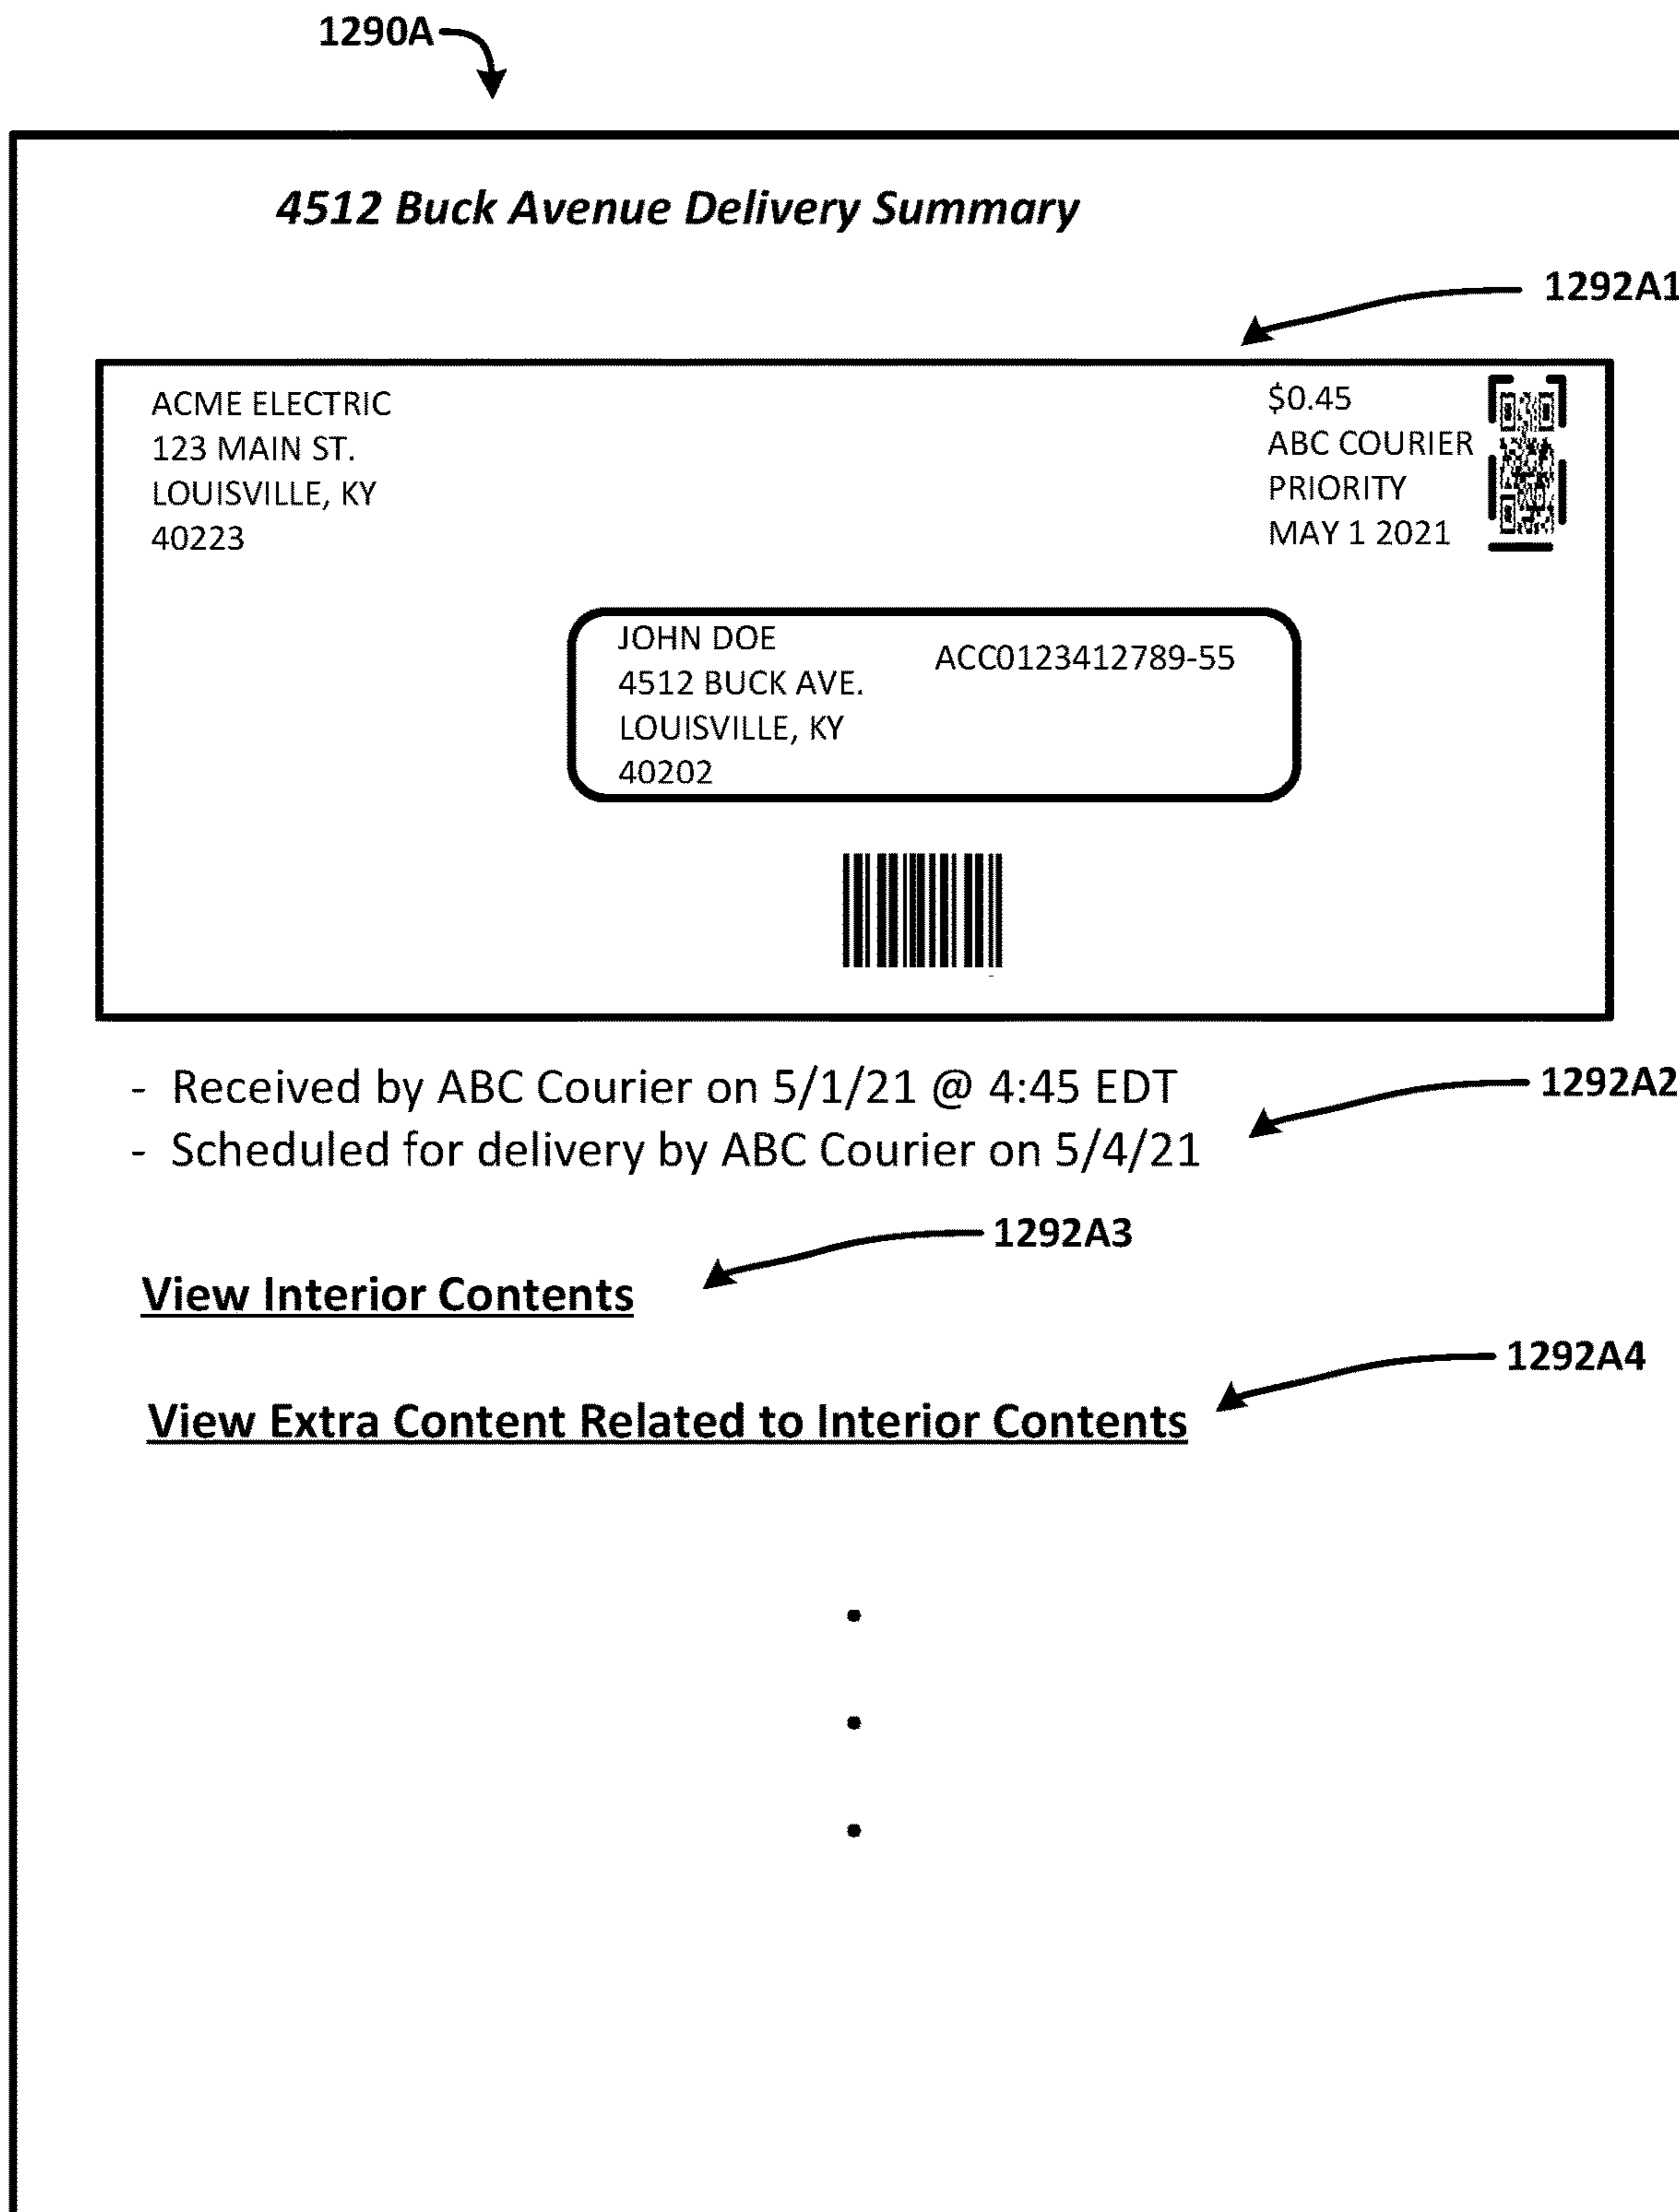 1290A
4512 Buck Avenue Delivery Summary
1292A1
ACME ELECTRIC
123 MAIN ST.
LOUISVILLE, KY
40223
$0.45
ABC COURIER
PRIORITY
MAY 1 2021
JOHN DOE
4512 BUCK AVE.
LOUISVILLE, KY
40202
ACC0123412789-55
- Received by ABC Courier on 5/1/21 @ 4:45 EDT
- Scheduled for delivery by ABC Courier on 5/4/21
1292A2
1292A3
View Interior Contents
1292A4
View Extra Content Related to Interior Contents